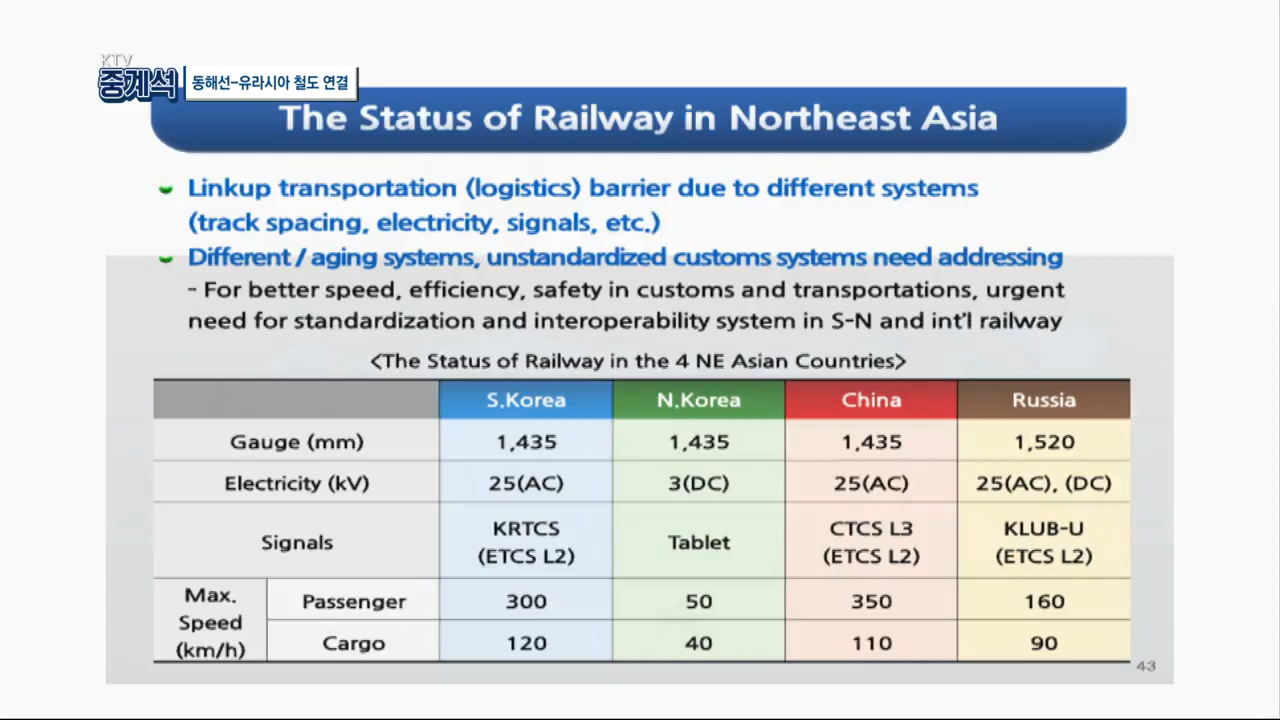 KTV
중계석
동해선-유라시아 철도 연결
The Status of Railway in Northeast Asia
Linkup transportation (logistics) barrier due to different systems
(track spacing, electricity, signals, etc.)
Different / aging systems, unstandardized customs systems need addressing
- For better speed, efficiency, safety in customs and transportations, urgent
need for standardization and interoperability system in S-N and int'l railway
<The Status of Railway in the 4 NE Asian Countries>
S.Korea N.Korea China Russia
Gauge (mm) 1,435 1,435 1,435 1,520
Electricity (kV) 25(AC) 3(DC) 25(AC) 25(AC), (DC)
Signals KRTCS (ETCS L2) Tablet CTCS L3 (ETCS L2) KLUB-U (ETCS L2)
Max. Speed (km/h) Passenger 300 50 350 160
Cargo 120 40 110 90
43